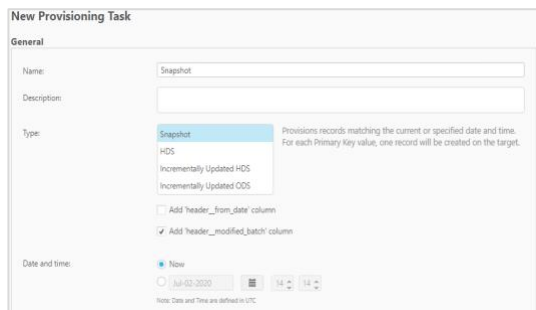 New Provisioning Task
General
Name:
Snapshot
Description:
Type:
Snapshot
HDS
Incrementally Updated HDS
Incrementally Updated ODS
Provisions records matching the current or specified date and time.
For each Primary Key value, one record will be created on the target.
Add 'header__from_date' column
Add 'header__modified_batch' column
Date and time:
Now
Jul-02-2020
14
14
Note: Date and Time are defined in UTC